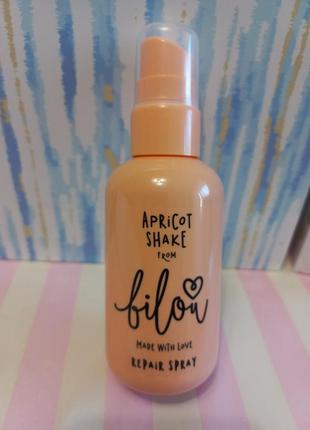 APRICOT
SHAKE
FROM
bilou
MADE WITH LOVE
REPAIR SPRAY